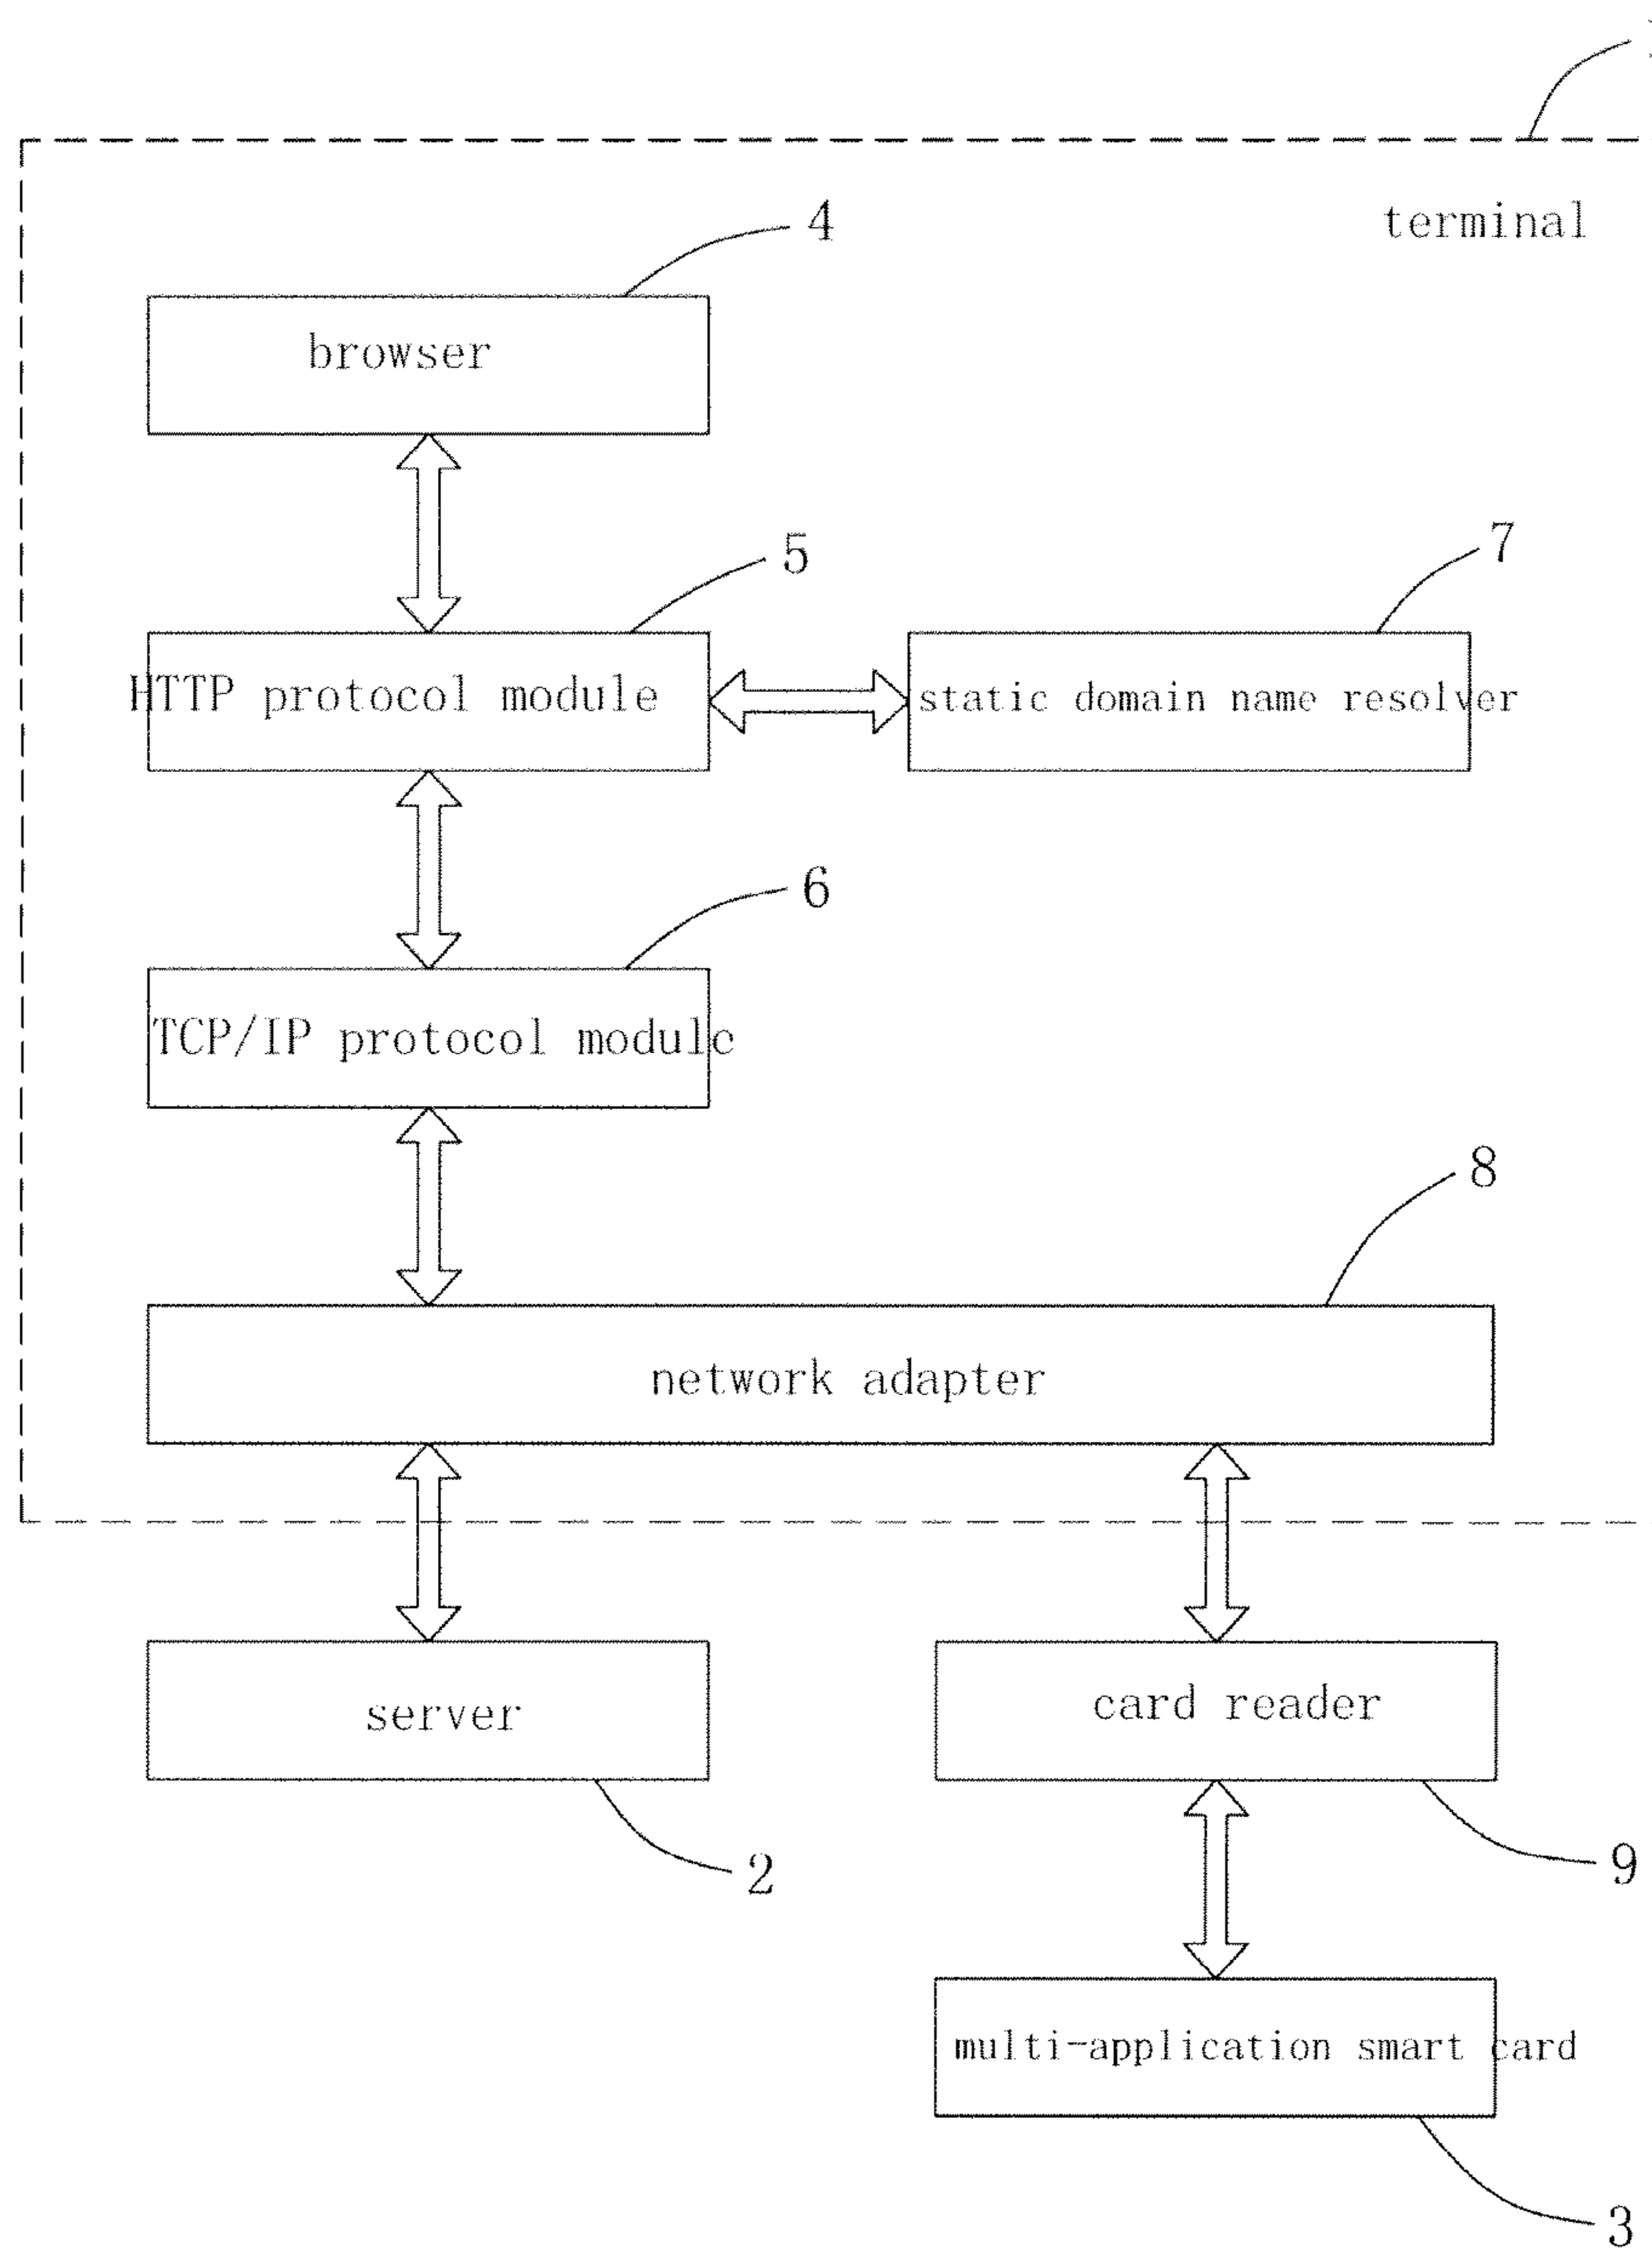 terminal
4
browser
5
7
HTTP protocol module
static domain name resolver
6
TCP/IP protocol module
8
network adapter
server
card reader
2
9
multi-application smart card
3